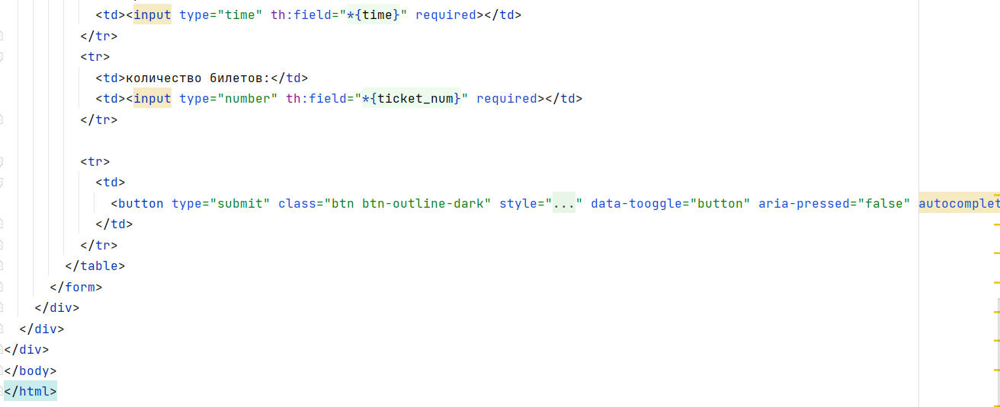 <td><input type="time" th:field="*{time}" required></td>
</tr>
<tr>
<td>количество билетов:</td>
<td><input type="number" th:field="*{ticket_num}" required></td>
</tr>
<tr>
<td>
<button type="submit" class="btn btn-outline-dark" style="..." data-tooggle="button" aria-pressed="false" autocomplet
</td>
</tr>
</table>
</form>
</div>
</div>
</div>
</body>
</html>